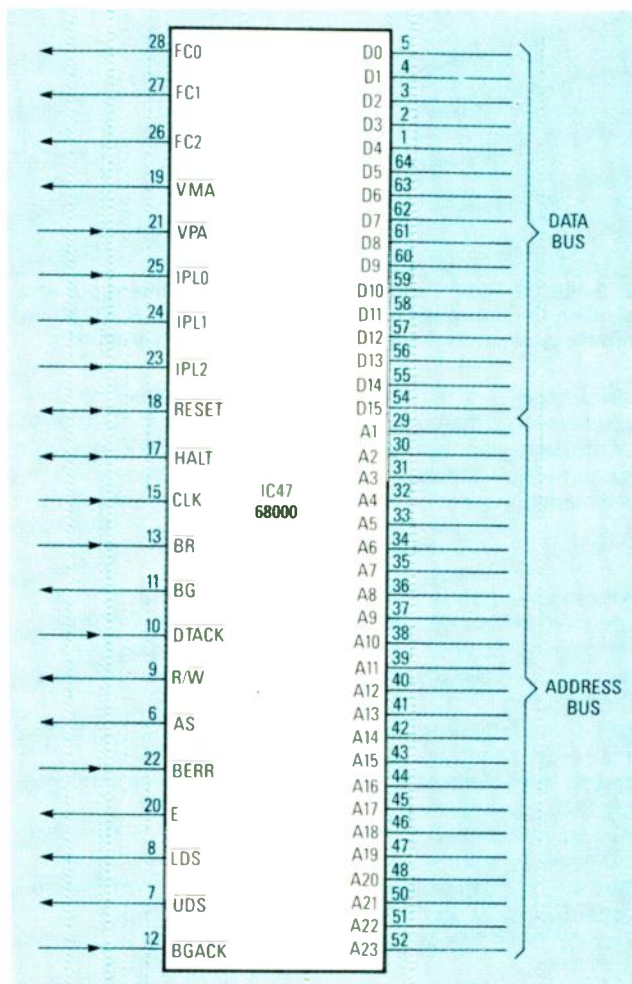 28 FC0
27 FC1
26 FC2
19 VMA
21 VPA
25 IPL0
24 IPL1
23 IPL2
18 RESET
17 HALT
15 CLK
13 BR
11 BG
10 DTACK
9 R/W
6 AS
22 BERR
20 E
8 LDS
7 UDS
12 BGACK
IC47
68000
D0 5
D1 4
D2 3
D3 2
D4 1
D5 64
D6 63
D7 62
D8 61
D9 60
D10 59
D11 58
D12 57
D13 56
D14 55
D15 54
A1 29
A2 30
A3 31
A4 32
A5 33
A6 34
A7 35
A8 36
A9 37
A10 38
A11 39
A12 40
A13 41
A14 42
A15 43
A16 44
A17 45
A18 46
A19 47
A20 48
A21 50
A22 51
A23 52
DATA
BUS
ADDRESS
BUS